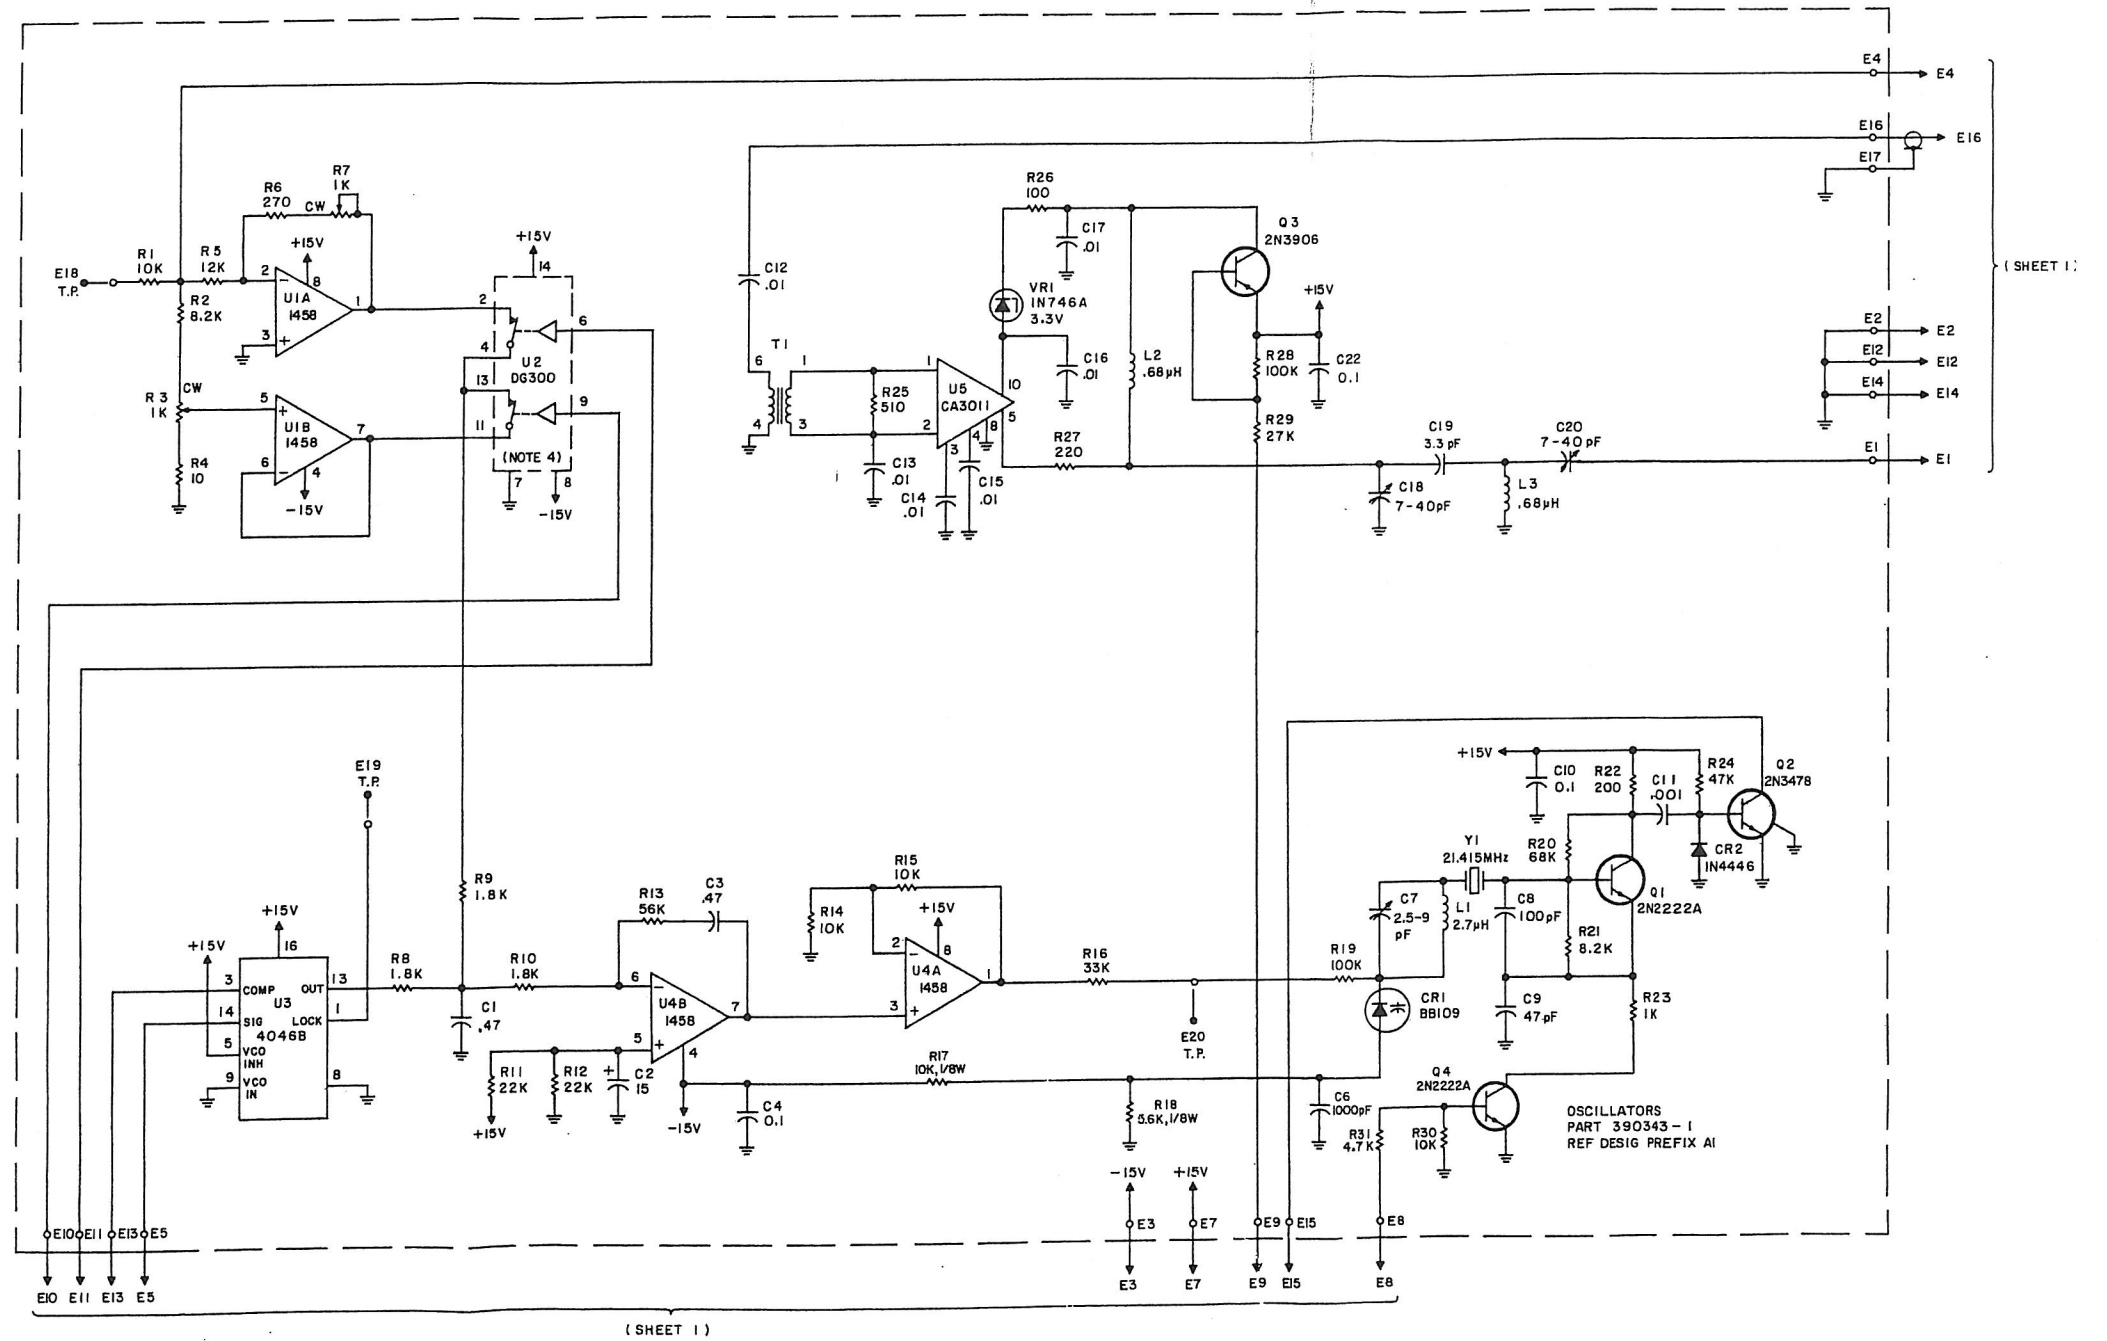 E4
E4
E16
E16
E17
(SHEET 1)
E2
E2
E12
E12
E14
E14
E1
E1
R7
1K
R6
270
CW
+15V
8
R1
10K
R5
12K
E18
T.P.
2
−
U1A
1458
1
3
+
R2
8.2K
CW
R3
1K
R4
10
5
+
U1B
1458
7
6
−
4
-15V
+15V
14
2
6
4
U2
DG300
13
9
11
(NOTE 4)
7
8
-15V
C12
.01
T1
6
4
1
3
R25
510
C13
.01
1
2
U5
CA3011
10
5
8
4
3
C14
.01
C15
.01
R26
100
C17
.01
VR1
1N746A
3.3V
C16
.01
L2
.68µH
R27
220
Q3
2N3906
+15V
R28
100K
C22
0.1
R29
27K
C18
7-40pF
C19
3.3pF
C20
7-40pF
L3
.68µH
E19
T.P.
+15V
+15V
16
3
COMP
OUT
13
U3
14
SIG
LOCK
1
4046B
5
VCO
INH
9
VCO
IN
8
R8
1.8K
R9
1.8K
R10
1.8K
C1
.47
R13
56K
C3
.47
6
−
U4B
1458
7
5
+
4
R11
22K
+15V
R12
22K
+
C2
15
-15V
C4
0.1
R14
10K
R15
10K
+15V
2
−
8
U4A
1458
1
3
+
R16
33K
E20
T.P.
R17
10K,1/8W
R18
5.6K,1/8W
R19
100K
C7
2.5-9
pF
L1
2.7µH
Y1
21.415MHz
C8
100pF
CR1
BB109
C9
47pF
C6
1000pF
+15V
C10
0.1
R22
200
C11
.001
R24
47K
Q2
2N3478
R20
68K
CR2
1N4446
Q1
2N2222A
R21
8.2K
R23
1K
Q4
2N2222A
R31
4.7K
R30
10K
OSCILLATORS
PART 390343-1
REF DESIG PREFIX A1
-15V
+15V
E10
E11
E13
E5
E3
E7
E9
E15
E8
E10
E11
E13
E5
E3
E7
E9
E15
E8
(SHEET 1)